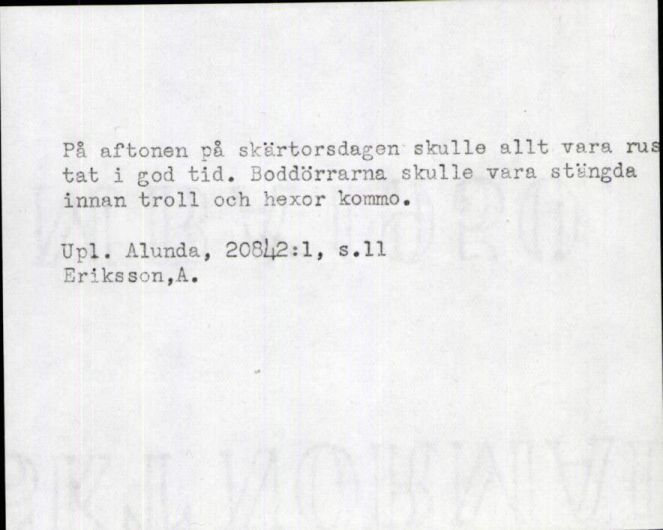 På aftonen på skärtorsdagen skulle allt vara rus
tat i god tid. Boddörrarna skulle vara stängda
innan troll och hexor kommo.
Upl. Alunda, 20842:1, s.11
Eriksson,A.